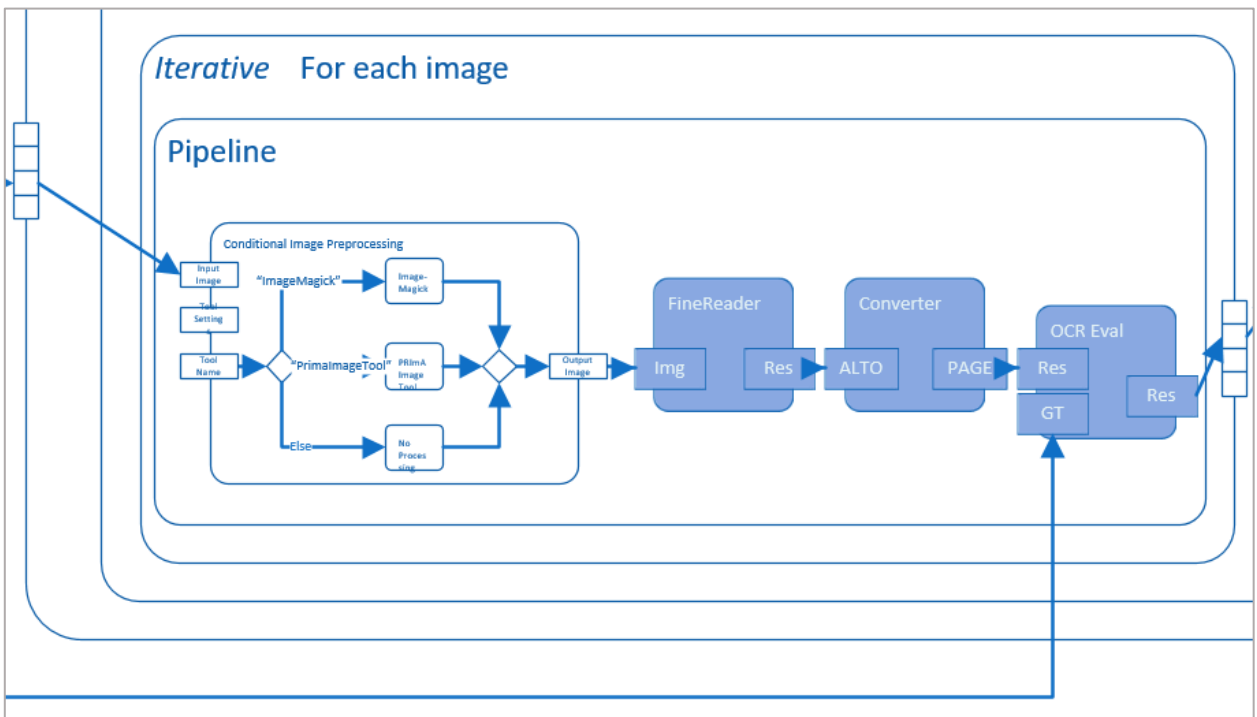 Iterative For each image
Pipeline
Conditional Image Preprocessing
Input
Image
Tool
Setting
s
Tool
Name
“ImageMagick”
Image-
Magick
“PrimaImageTool”
PRImA
Image
Tool
Else
No
Proces
sing
Output
Image
FineReader
Img
Res
Converter
ALTO
PAGE
OCR Eval
Res
GT
Res